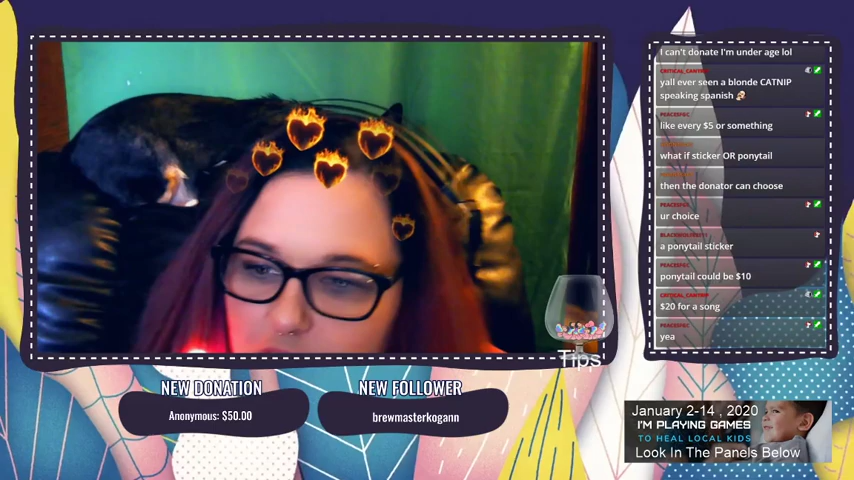 I can't donate I'm under age lol
yall ever seen a blonde CATNIP
speaking spanish
PEACEFIEC
like every $5 or something
what if sticker OR ponytail
then the donator can choose
ur choice
a ponytail sticker
ponytail could be $10
$20 for a song
yea
Tips
NEW DONATION
Anonymous: $50.00
NEW FOLLOWER
brewmasterkogann
January 2-14 , 2020
I'M PLAYING GAMES
TO HEAL LOCAL KIDS
Look In The Panels Below